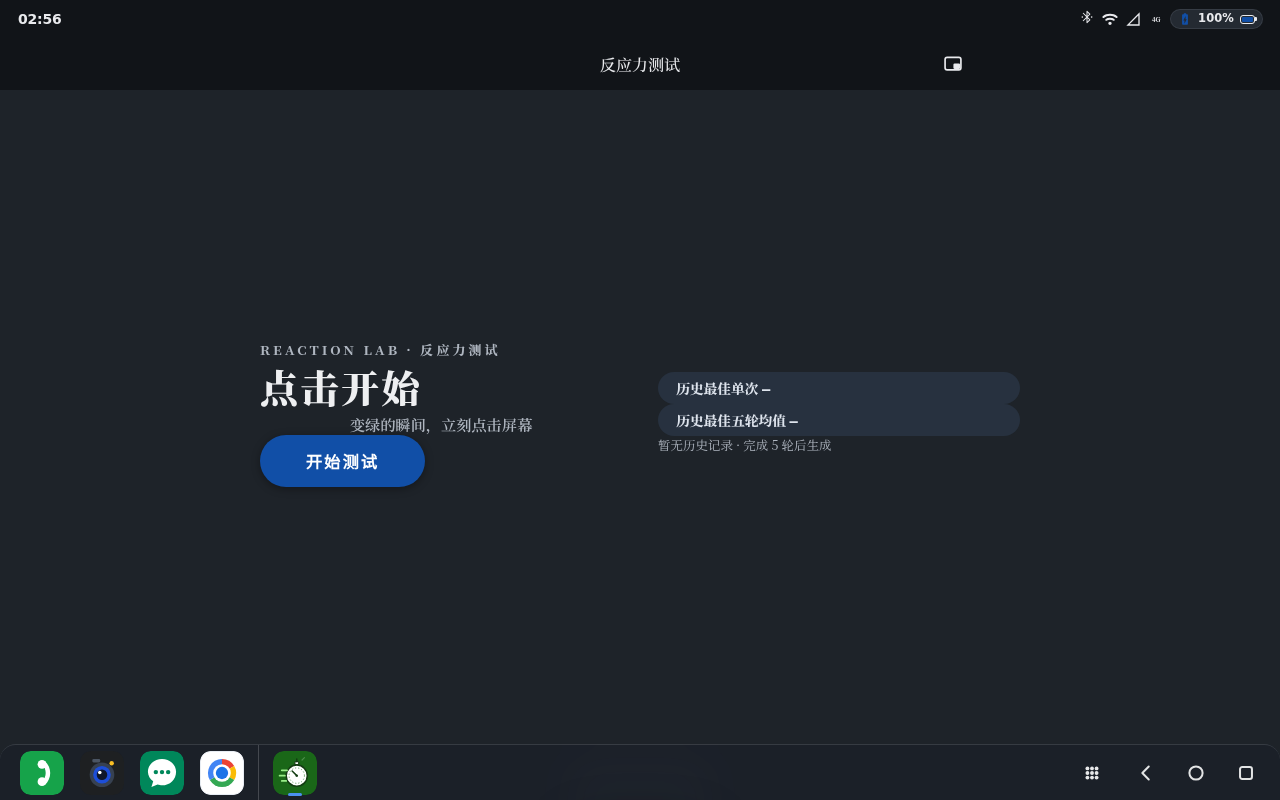 02:56
4G
100%
反应力测试
REACTION LAB · 反应力测试
点击开始
变绿的瞬间，立刻点击屏幕
开始测试
历史最佳单次 –
历史最佳五轮均值 –
暂无历史记录 · 完成 5 轮后生成